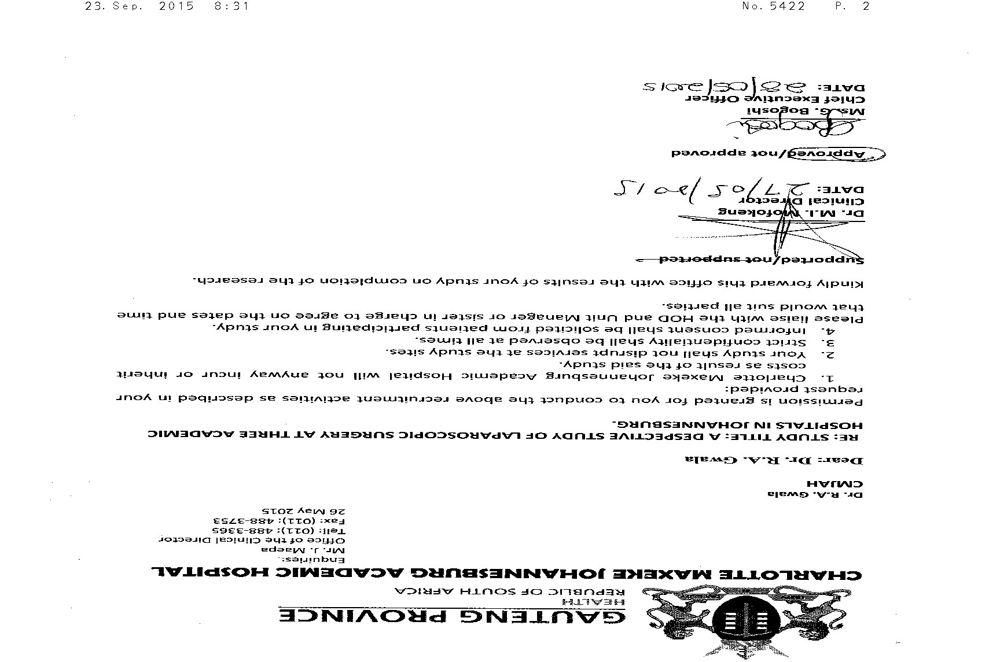 23. Sep. 2015 8:31 No. 5422 P. 2
GAUTENG PROVINCE
HEALTH
REPUBLIC OF SOUTH AFRICA
CHARLOTTE MAXEKE JOHANNESBURG ACADEMIC HOSPITAL
Enquiries:
Mr. J. Maepa
Office of the Clinical Director
Tell: (011): 488-3365
Fax: (011): 488-3753
26 May 2015
Dr. R.A. Gwala
CMJAH
Dear: Dr. R.A. Gwala
RE: STUDY TITLE: A DESPECTIVE STUDY OF LAPAROSCOPIC SURGERY AT THREE ACADEMIC
HOSPITALS IN JOHANNESBURG.
Permission is granted for you to conduct the above recruitment activities as described in your
request provided:
1. Charlotte Maxeke Johannesburg Academic Hospital will not anyway incur or inherit
costs as result of the said study.
2. Your study shall not disrupt services at the study sites.
3. Strict confidentiality shall be observed at all times.
4. Informed consent shall be solicited from patients participating in your study.
Please liaise with the HOD and Unit Manager or sister in charge to agree on the dates and time
that would suit all parties.
Kindly forward this office with the results of your study on completion of the research.
Supported/not supported
Dr. M.I. Mofokeng
Clinical Director
DATE: 27/05/2015
Approved/not approved
Bogoshi
Ms. G. Bogoshi
Chief Executive Officer
DATE: 28/05/2015